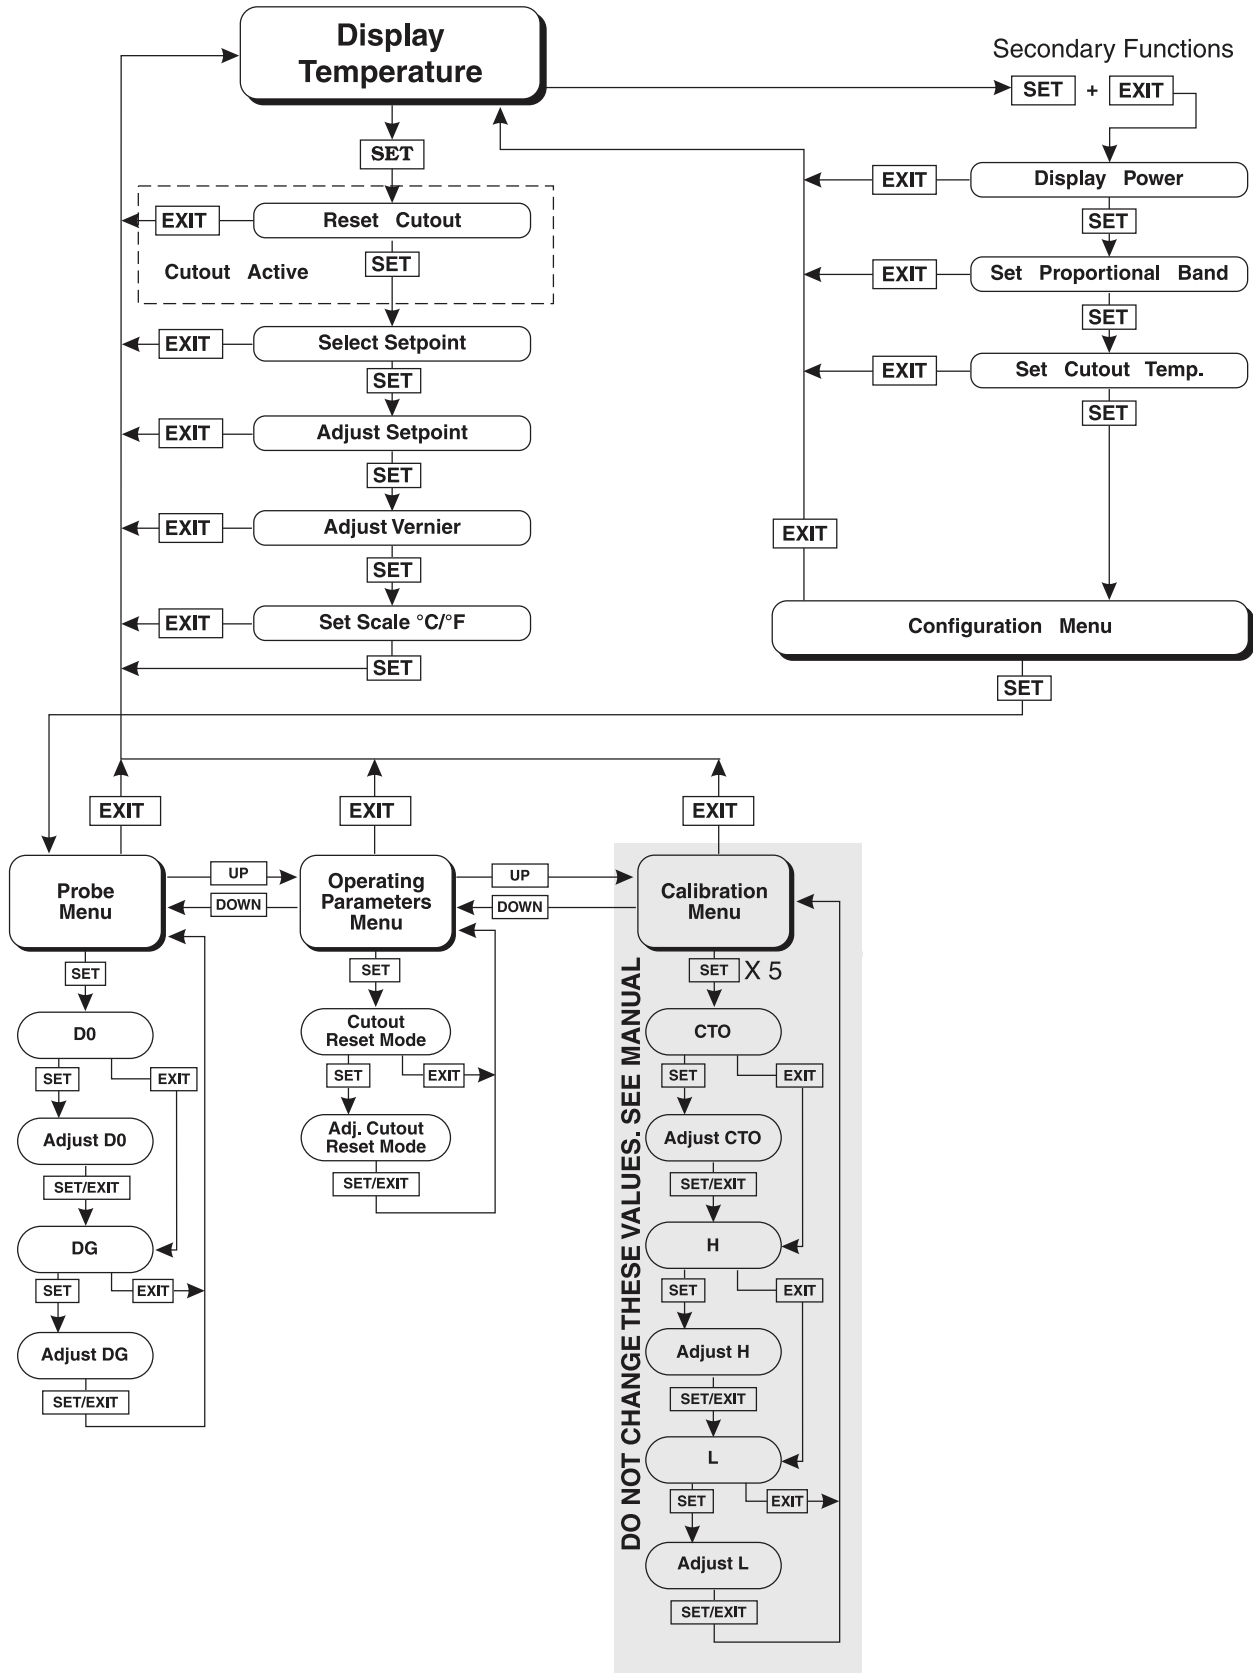 Display
Temperature
Secondary Functions
SET + EXIT
SET
EXIT Display Power
SET
EXIT Reset Cutout
SET
Cutout Active
EXIT Set Proportional Band
SET
EXIT Select Setpoint
SET
EXIT Set Cutout Temp.
SET
EXIT Adjust Setpoint
SET
EXIT Adjust Vernier
SET
EXIT
EXIT Set Scale °C/°F
SET
Configuration Menu
SET
EXIT
EXIT
EXIT
Probe
Menu
UP
DOWN
Operating
Parameters
Menu
UP
DOWN
Calibration
Menu
SET
D0
SET
EXIT
Adjust D0
SET/EXIT
DG
SET
EXIT
Adjust DG
SET/EXIT
SET
Cutout
Reset Mode
SET
EXIT
Adj. Cutout
Reset Mode
SET/EXIT
DO NOT CHANGE THESE VALUES. SEE MANUAL
SET X 5
CTO
SET
EXIT
Adjust CTO
SET/EXIT
H
SET
EXIT
Adjust H
SET/EXIT
L
SET
EXIT
Adjust L
SET/EXIT